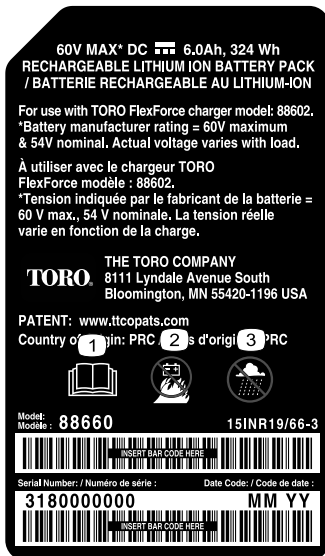 60V MAX* DC 6.0Ah, 324 Wh
RECHARGEABLE LITHIUM ION BATTERY PACK
/ BATTERIE RECHARGEABLE AU LITHIUM-ION
For use with TORO FlexForce charger model: 88602.
*Battery manufacturer rating = 60V maximum
& 54V nominal. Actual voltage varies with load.
À utiliser avec le chargeur TORO
FlexForce modèle : 88602.
*Tension indiquée par le fabricant de la batterie =
60 V max., 54 V nominale. La tension réelle
varie en fonction de la charge.
TORO.
THE TORO COMPANY
8111 Lyndale Avenue South
Bloomington, MN 55420-1196 USA
PATENT: www.ttcopats.com
Country PRC d'origi PRC
1 2 3
Model:
Modèle : 88660 15INR19/66-3
INSERT BAR CODE HERE
Serial Number: / Numéro de série : Date Code: / Code de date :
3180000000 MM YY
INSERT BAR CODE HERE